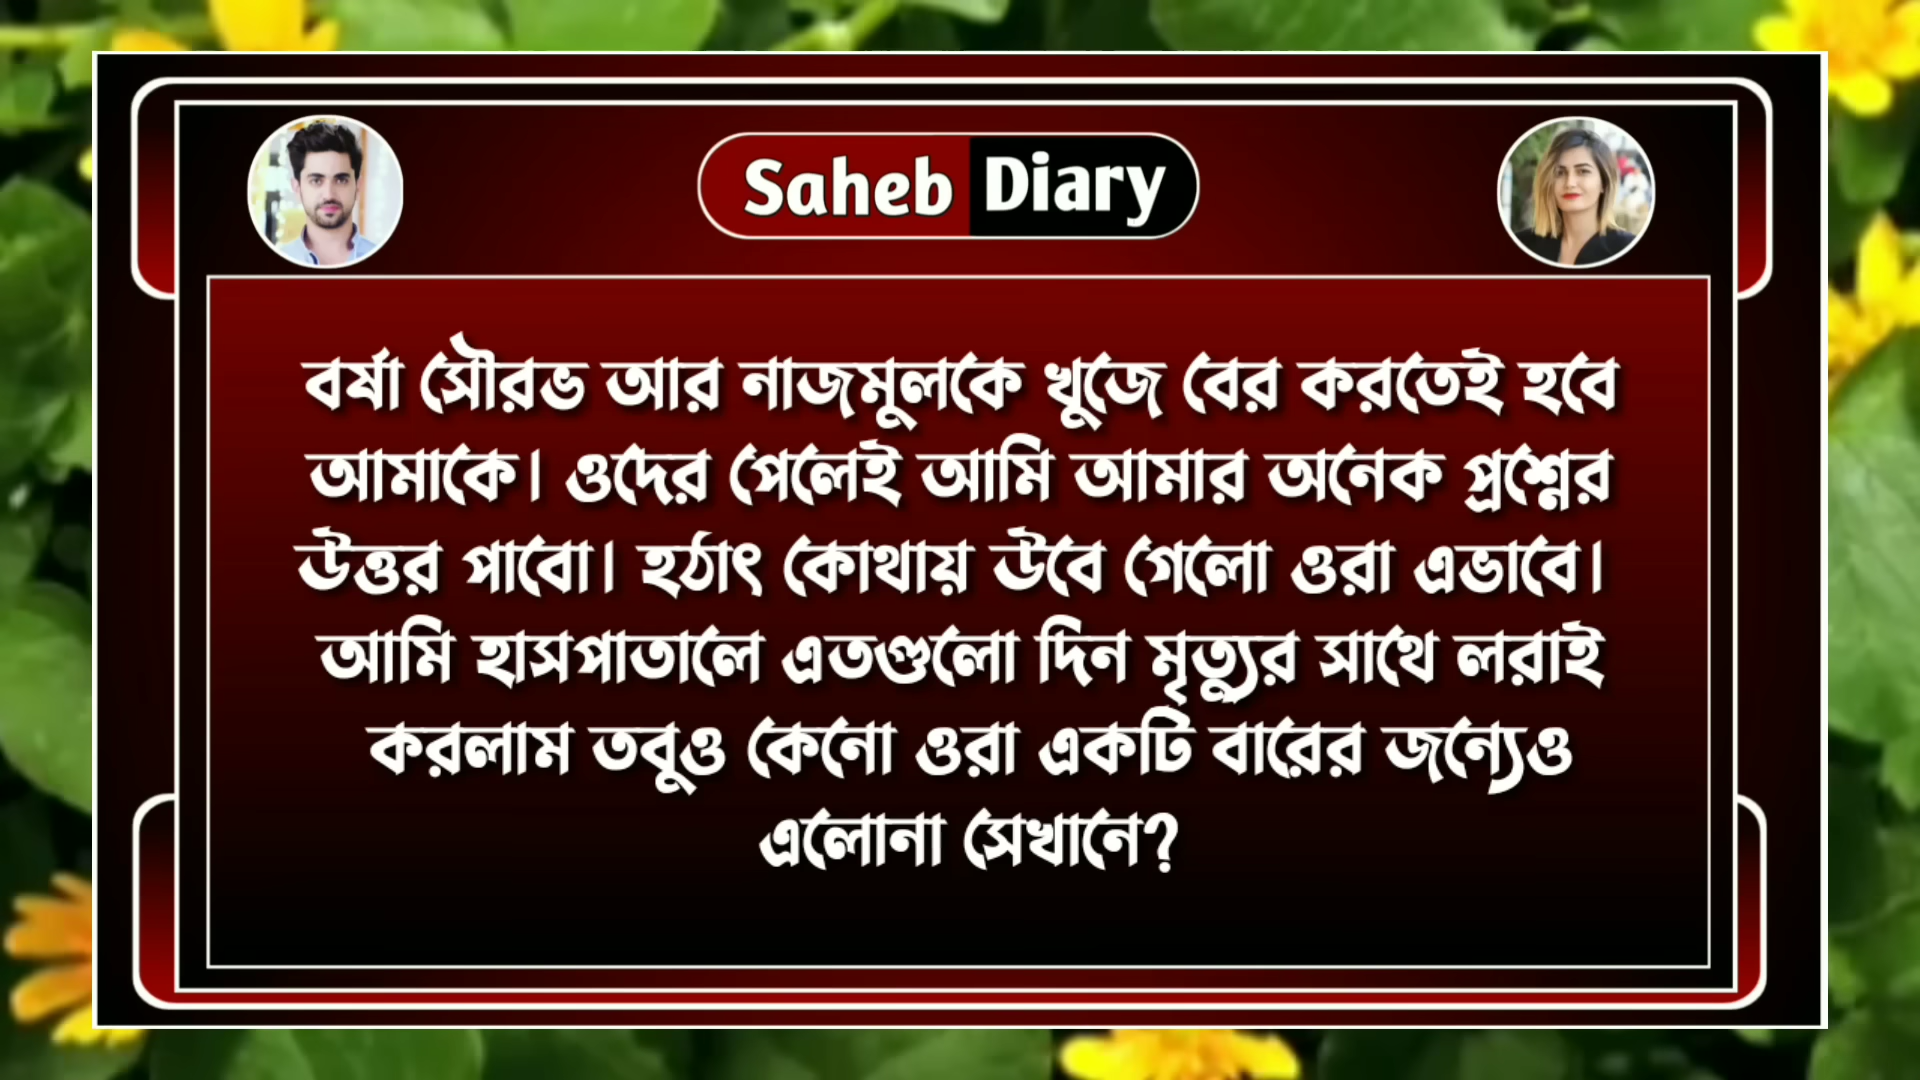 Saheb Diary
বর্ষা সৌরভ আর নাজমুলকে খুজে বের করতেই হবে
আমাকে। ওদের পেলেই আমি আমার অনেক প্রশ্নের
উত্তর পাবো। হঠাৎ কোথায় উবে গেলো ওরা এভাবে।
আমি হাসপাতালে এতগুলো দিন মৃত্যুর সাথে লরাই
করলাম তবুও কেনো ওরা একটি বারের জন্যেও
এলোনা সেখানে?